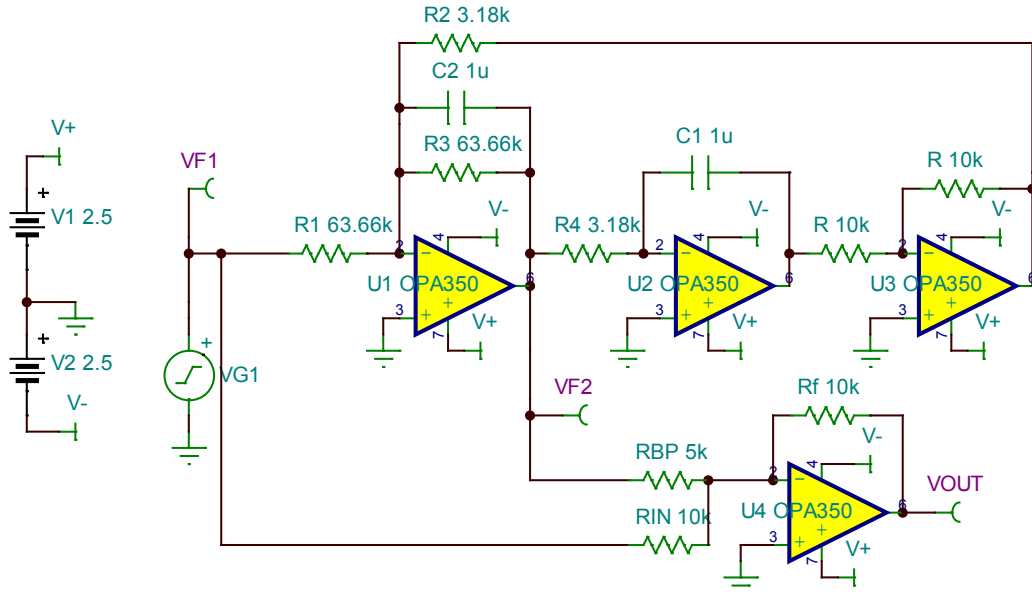 R2 3.18k
C2 1u
R3 63.66k
C1 1u
R 10k
V+
VF1
+
V1 2.5
R1 63.66k
V-
R4 3.18k
V-
R 10k
V-
2
−
4
6
U1 OPA350
3
+
+
7
V+
2
−
4
6
U2 OPA350
3
+
+
7
V+
2
−
4
6
U3 OPA350
3
+
+
7
V+
+
V2 2.5
V-
+
VG1
VF2
Rf 10k
V-
RBP 5k
RIN 10k
2
−
4
6
U4 OPA350
3
+
+
7
V+
VOUT